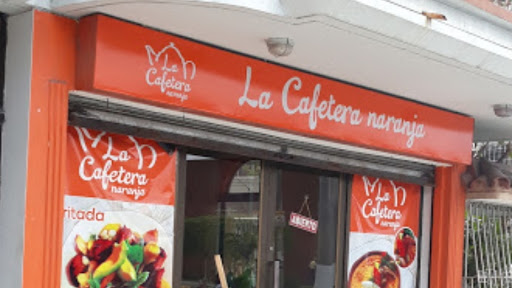 La
Cafetera
naranja
La Cafetera naranja
La
Cafetera
naranja
ritada
ABIERTO
La
Cafetera
naranja